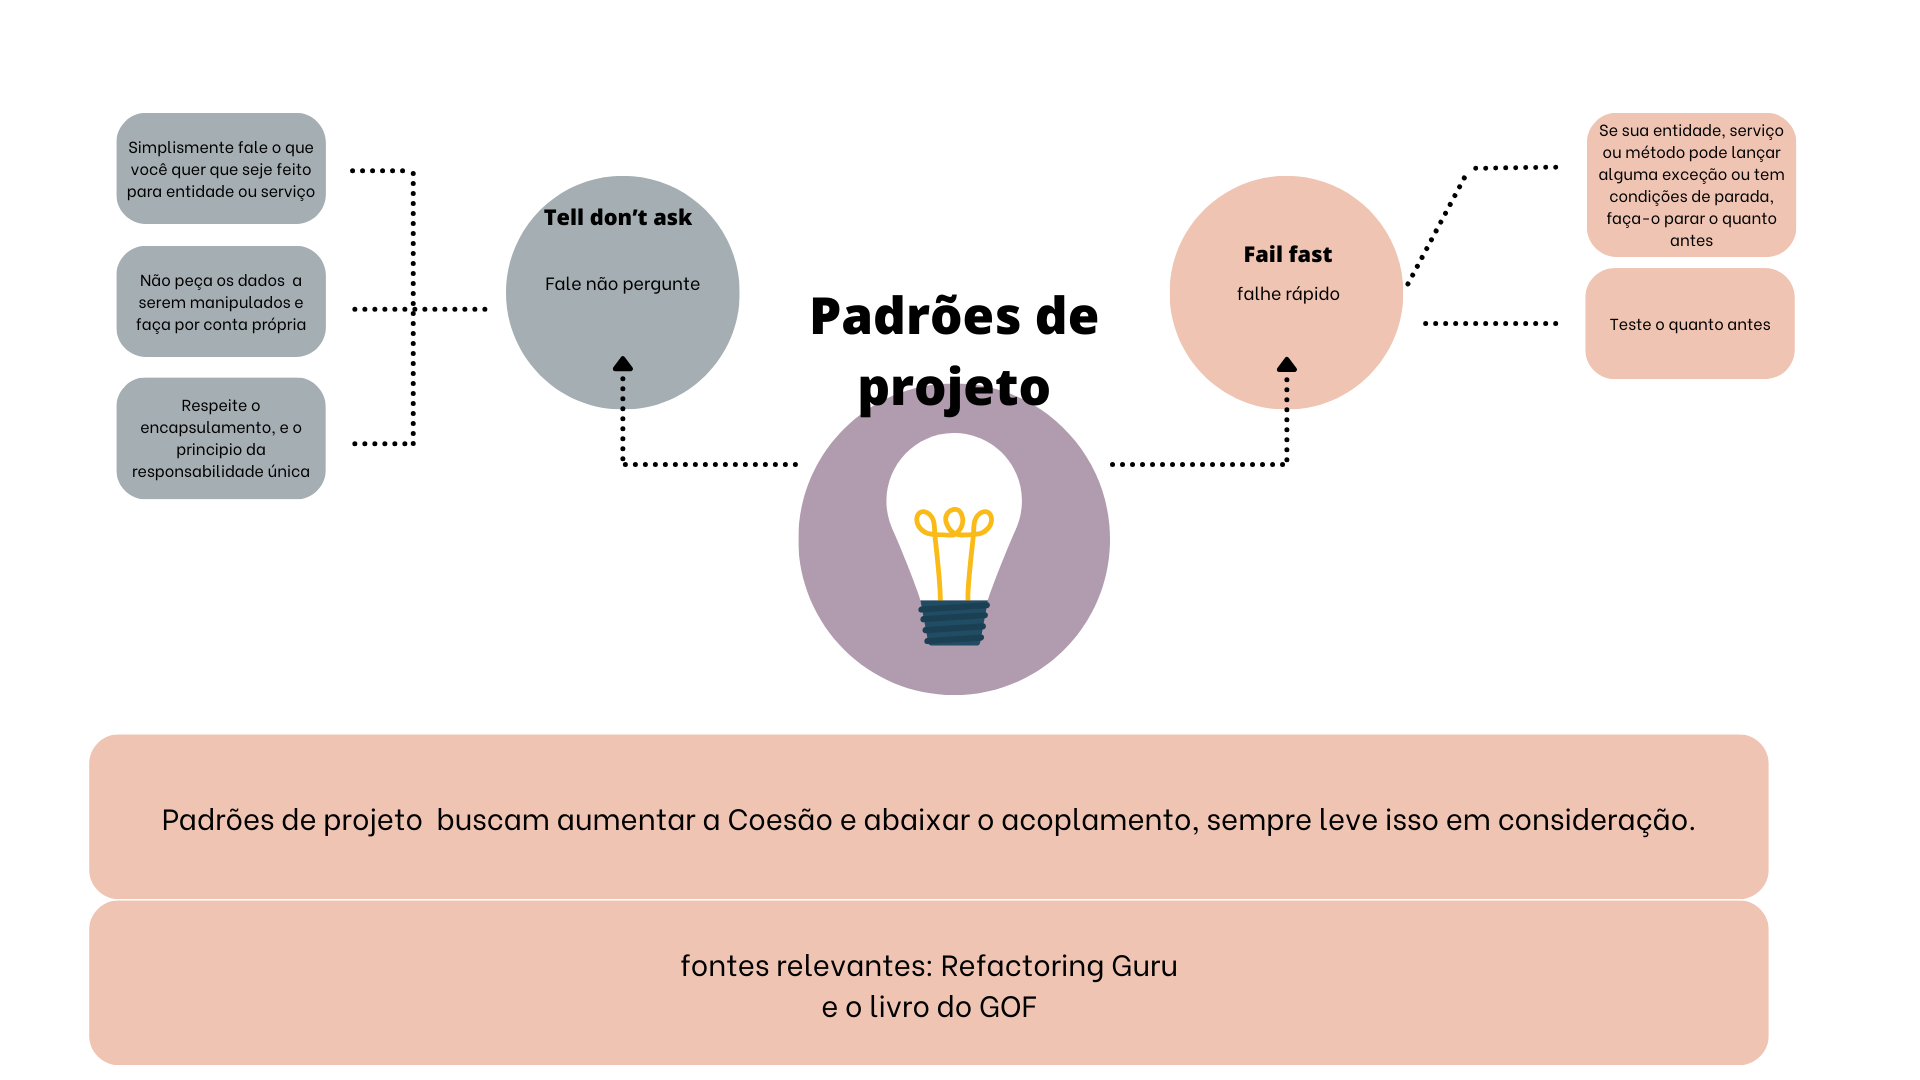 Simplismente fale o que
você quer que seje feito
para entidade ou serviço
Não peça os dados  a
serem manipulados e
faça por conta própria
Respeite o
encapsulamento, e o
principio da
responsabilidade única
Tell don’t ask
Fale não pergunte
Padrões de
projeto
Fail fast
falhe rápido
Se sua entidade, serviço
ou método pode lançar
alguma exceção ou tem
condições de parada,
faça-o parar o quanto
antes
Teste o quanto antes
Padrões de projeto  buscam aumentar a Coesão e abaixar o acoplamento, sempre leve isso em consideração.
fontes relevantes: Refactoring Guru
e o livro do GOF